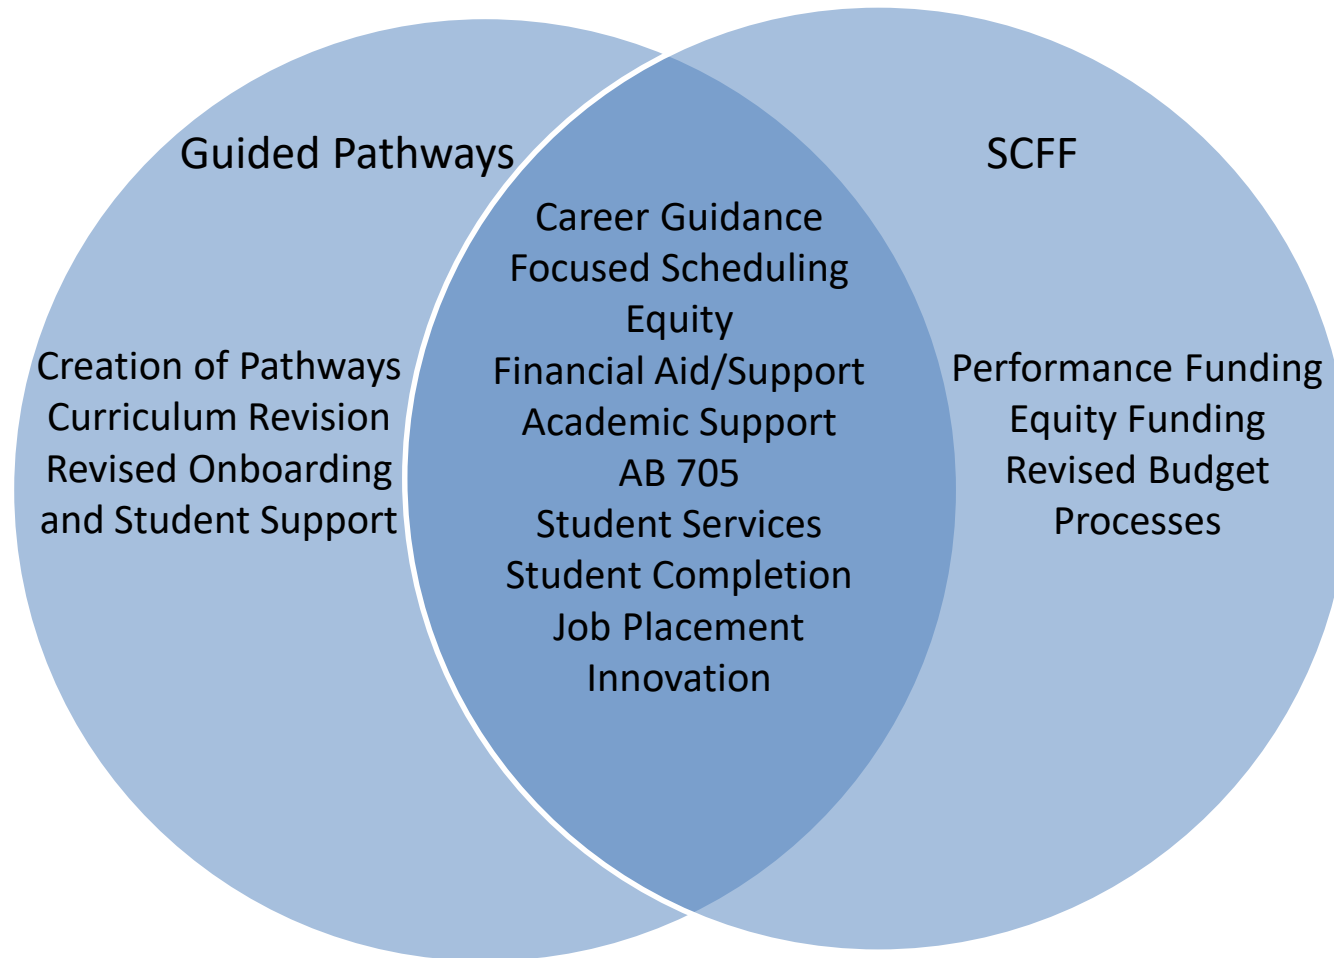 Guided Pathways
SCFF
Career Guidance
Focused Scheduling
Equity
Financial Aid/Support
Academic Support
AB 705
Student Services
Student Completion
Job Placement
Innovation
Creation of Pathways
Curriculum Revision
Revised Onboarding
and Student Support
Performance Funding
Equity Funding
Revised Budget
Processes